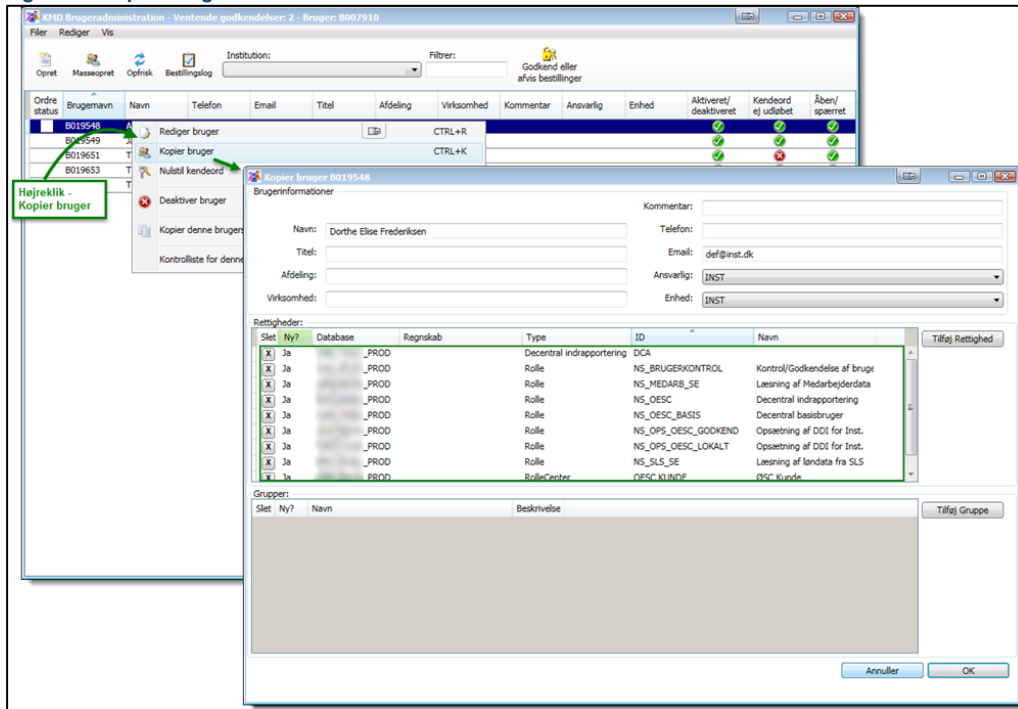 KMD Brugeradministration - Ventende godkendelser: 2 - Bruger: B007910
Filer Rediger Vis
Opret Masseopret Opfrisk Bestillingslog Institution: Filtrer: Godkend eller afvis bestillinger
Ordre status Brugernavn Navn Telefon Email Titel Afdeling Virksomhed Kommentar Ansvarlig Enhed Aktiveret/ deaktiveret Kendeord ej udløbet Åben/ spærret
B019548
B019549
B019651
B019653
Rediger bruger CTRL+R
Kopier bruger CTRL+K
Nulstil kendeord
Deaktiver bruger
Kopier denne brugers
Kontrolliste for denne
Højreklik -
Kopier bruger
Kopier bruger B019548
Brugerinformationer
Kommentar:
Navn: Dorthe Elise Frederiksen Telefon:
Titel: Email: def@inst.dk
Afdeling: Ansvarlig: INST
Virksomhed: Enhed: INST
Rettigheder:
Slet Ny? Database Regnskab Type ID Navn Tilføj Rettighed
X Ja _PROD Decentral indrapportering DCA
X Ja _PROD Rolle NS_BRUGERKONTROL Kontrol/Godkendelse af bruge
X Ja _PROD Rolle NS_MEDARB_SE Læsning af Medarbejderdata
X Ja _PROD Rolle NS_OESC Decentral indrapportering
X Ja _PROD Rolle NS_OESC_BASIS Decentral basisbruger
X Ja _PROD Rolle NS_OPS_OESC_GODKEND Opsætning af DDI for Inst.
X Ja _PROD Rolle NS_OPS_OESC_LOKALT Opsætning af DDI for Inst.
X Ja _PROD Rolle NS_SLS_SE Læsning af løndata fra SLS
X Ja PROD RolleCenter OESC KUNDE ØSC Kunde
Grupper:
Slet Ny? Navn Beskrivelse Tilføj Gruppe
Annuller OK